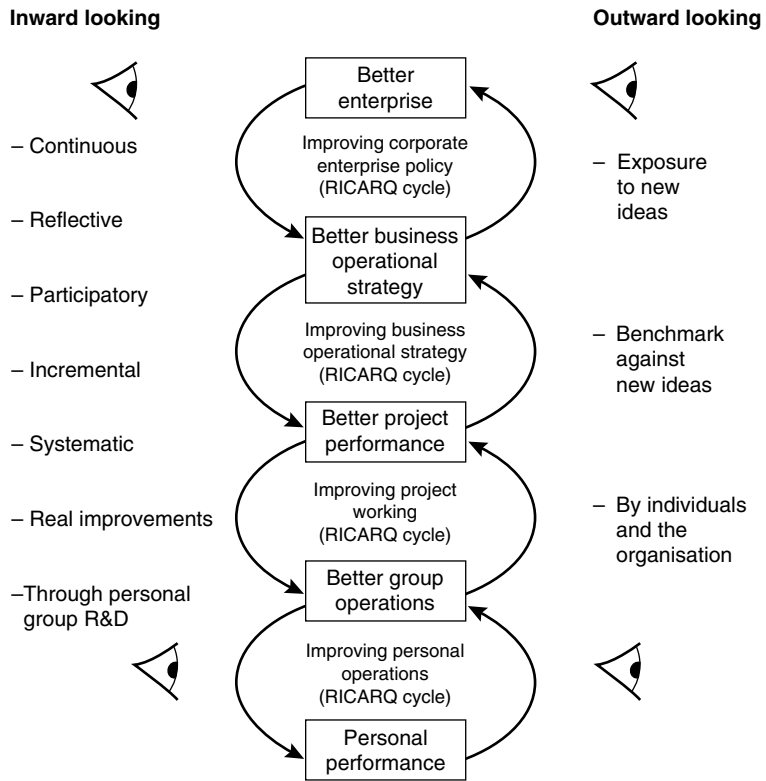 Inward looking
– Continuous
– Reflective
– Participatory
– Incremental
– Systematic
– Real improvements
–Through personal
group R&D
Better
enterprise
Improving corporate
enterprise policy
(RICARQ cycle)
Better business
operational
strategy
Improving business
operational strategy
(RICARQ cycle)
Better project
performance
Improving project
working
(RICARQ cycle)
Better group
operations
Improving personal
operations
(RICARQ cycle)
Personal
performance
Outward looking
– Exposure
to new
ideas
– Benchmark
against
new ideas
– By individuals
and the
organisation